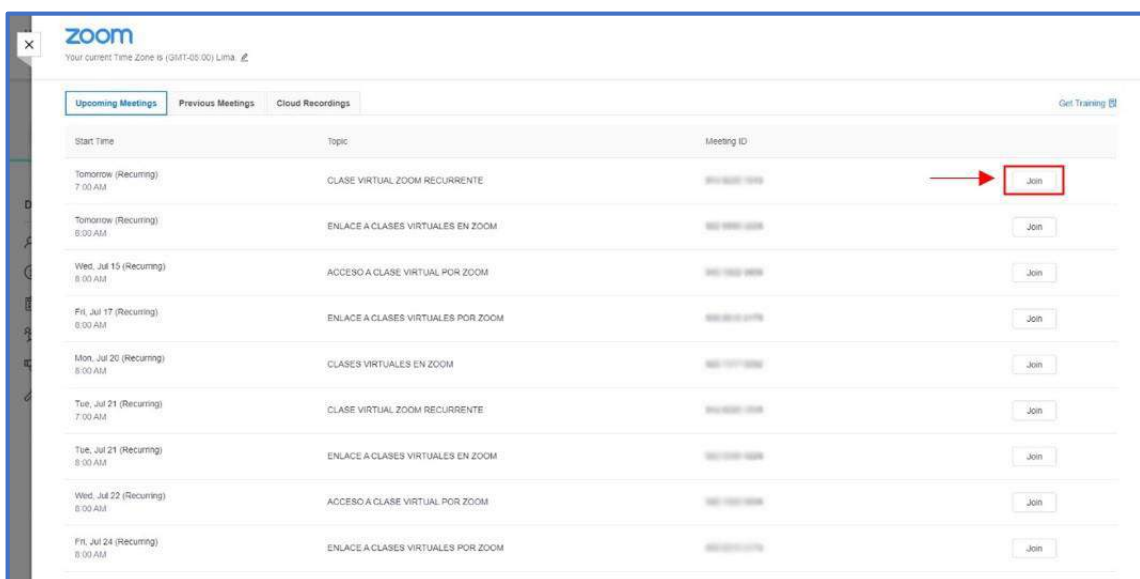 zoom
Your current Time Zone is (GMT-05:00) Lima.
Upcoming Meetings Previous Meetings Cloud Recordings Get Training
Start Time Topic Meeting ID
Tomorrow (Recurring)
7:00 AM
CLASE VIRTUAL ZOOM RECURRENTE Join
Tomorrow (Recurring)
8:00 AM
ENLACE A CLASES VIRTUALES EN ZOOM Join
Wed, Jul 15 (Recurring)
8:00 AM
ACCESO A CLASE VIRTUAL POR ZOOM Join
Fri, Jul 17 (Recurring)
8:00 AM
ENLACE A CLASES VIRTUALES POR ZOOM Join
Mon, Jul 20 (Recurring)
8:00 AM
CLASES VIRTUALES EN ZOOM Join
Tue, Jul 21 (Recurring)
7:00 AM
CLASE VIRTUAL ZOOM RECURRENTE Join
Tue, Jul 21 (Recurring)
8:00 AM
ENLACE A CLASES VIRTUALES EN ZOOM Join
Wed, Jul 22 (Recurring)
8:00 AM
ACCESO A CLASE VIRTUAL POR ZOOM Join
Fri, Jul 24 (Recurring)
8:00 AM
ENLACE A CLASES VIRTUALES POR ZOOM Join